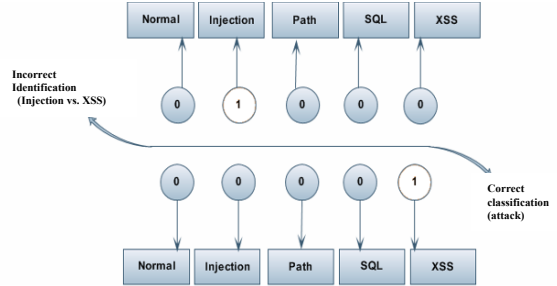 Normal Injection Path SQL XSS
Incorrect
Identification
(Injection vs. XSS)
0 1 0 0 0
0 0 0 0 1
Correct
classification
(attack)
Normal Injection Path SQL XSS